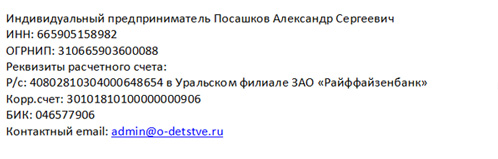 Индивидуальный предприниматель Посашков Александр Сергеевич
ИНН: 665905158982
ОГРНИП: 310665903600088
Реквизиты расчетного счета:
Р/с: 40802810304000648654 в Уральском филиале ЗАО «Райффайзенбанк»
Корр.счет: 30101810100000000906
БИК: 046577906
Контактный email: admin@o-detstve.ru